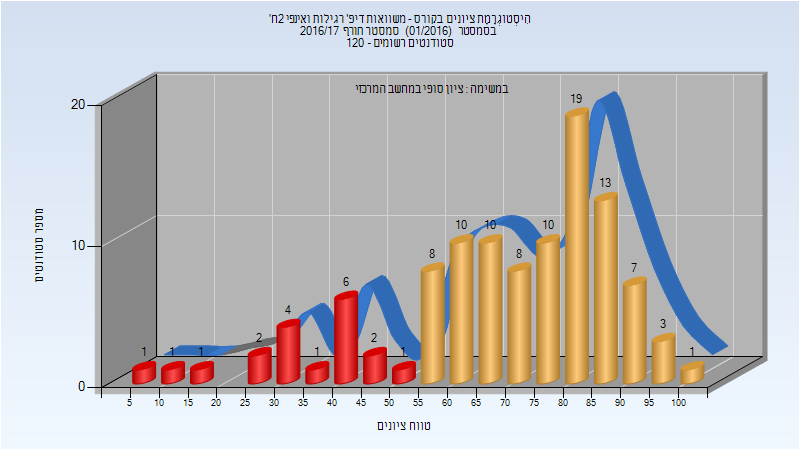 הִיסְטוֹגְרָמַת ציונים בקורס - משוואות דיפ' רגילות ואינפי 2ח'
בסמסטר (01/2016) סמסטר חורף 2016/17
סטודנטים רשומים - 120
במשימה : ציון סופי במחשב המרכזי
מספר סטודנטים
20
10
0
1 1 1 2 4 1 6 2 1 8 10 10 8 10 19 13 7 3 1
5 10 15 20 25 30 35 40 45 50 55 60 65 70 75 80 85 90 95 100
טווח ציונים